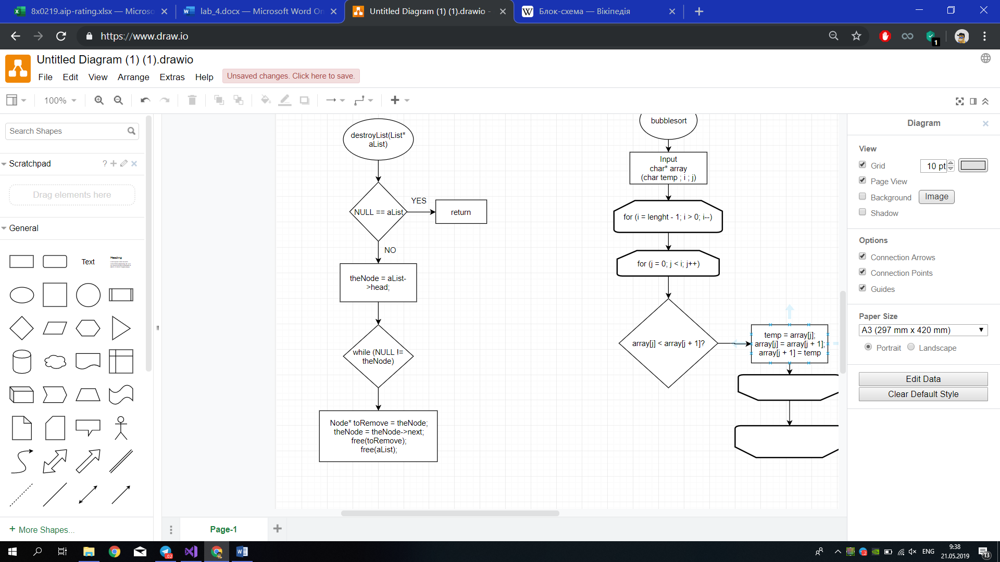 8x0219.aip-rating.xlsx — Microso
lab_4.docx — Microsoft Word On
Untitled Diagram (1) (1).drawio -
Блок-схема — Вікіпедія
https://www.draw.io
1
Untitled Diagram (1) (1).drawio
File Edit View Arrange Extras Help
Unsaved changes. Click here to save.
100%
Search Shapes
Scratchpad
?
Drag elements here
General
Text
Heading
More Shapes...
destroyList(List*
aList)
NULL == aList
YES
return
NO
theNode = aList-
>head;
while (NULL !=
theNode)
Node* toRemove = theNode;
theNode = theNode->next;
free(toRemove);
free(aList);
bubblesort
Input
char* array
(char temp ; i ; j)
for (i = lenght - 1; i > 0; i--)
for (j = 0; j < i; j++)
array[j] < array[j + 1]?
temp = array[j];
array[j] = array[j + 1];
array[j + 1] = temp
Page-1
Diagram
View
Grid
10 pt
Page View
Background
Image
Shadow
Options
Connection Arrows
Connection Points
Guides
Paper Size
A3 (297 mm x 420 mm)
Portrait
Landscape
Edit Data
Clear Default Style
.02
2
ENG
9:38
21.05.2019
13